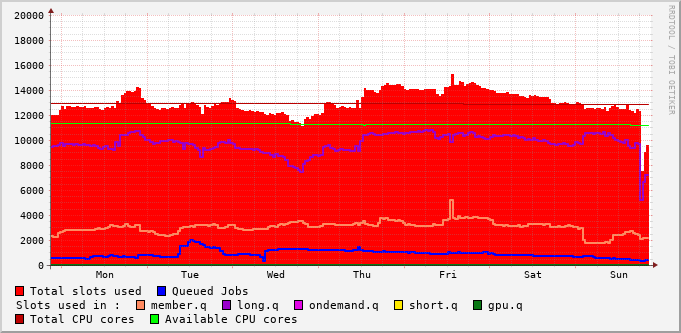 20000
18000
16000
14000
12000
10000
8000
6000
4000
2000
0
Mon Tue Wed Thu Fri Sat Sun
Total slots used Queued Jobs
Slots used in : member.q long.q ondemand.q short.q gpu.q
Total CPU cores Available CPU cores
RRDTOOL / TOBI OETIKER